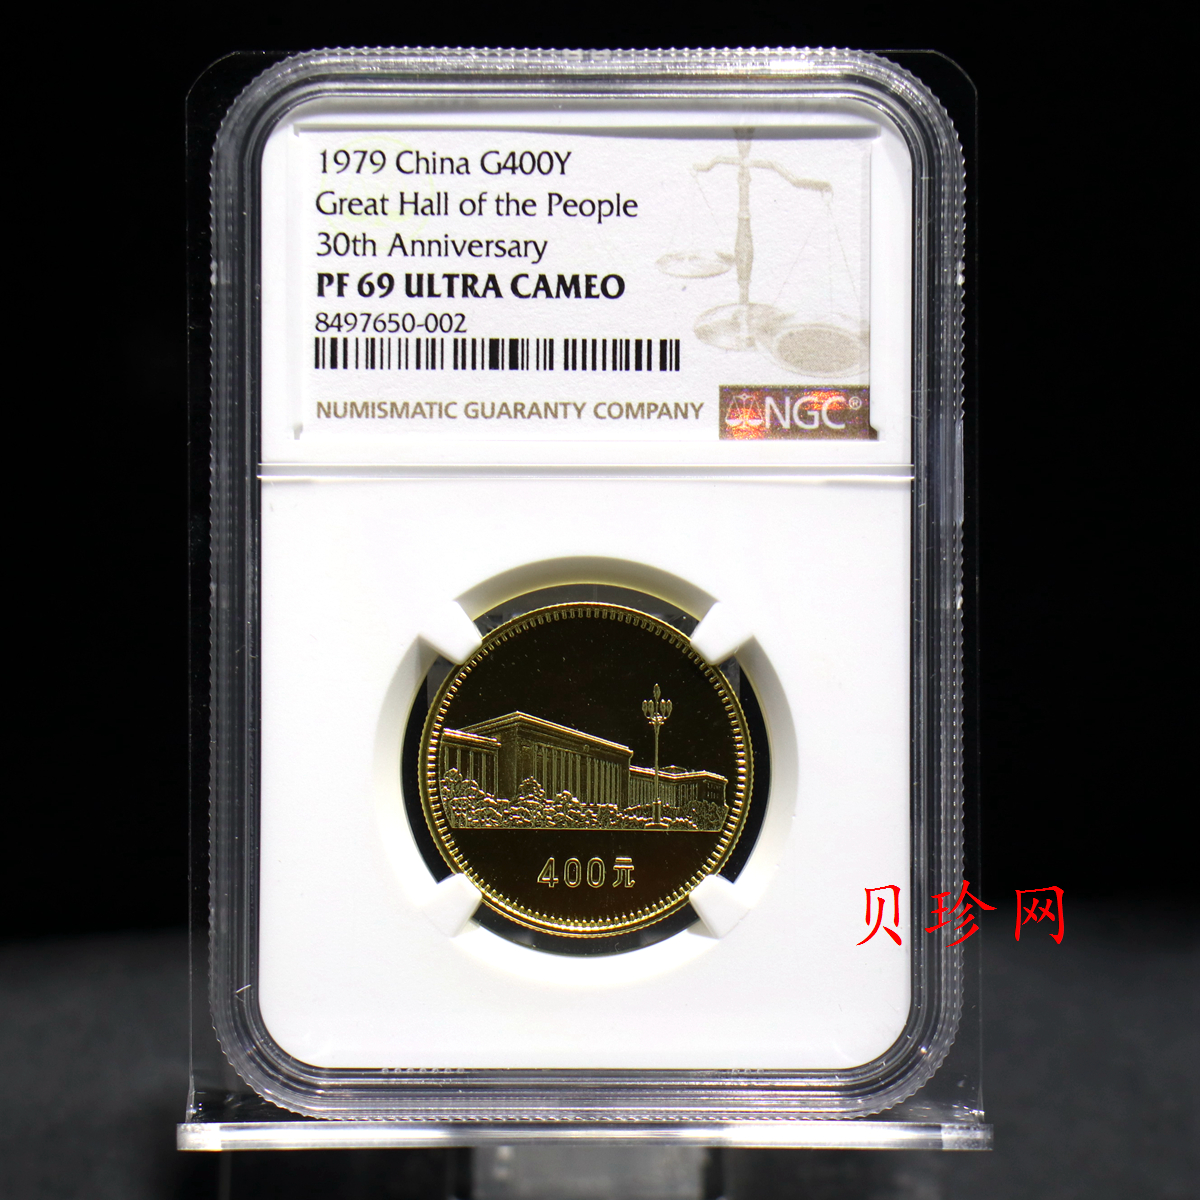 1979 China G400Y
Great Hall of the People
30th Anniversary
PF 69 ULTRA CAMEO
8497650-002
NUMISMATIC GUARANTY COMPANY
NGC®
400元
贝珍网